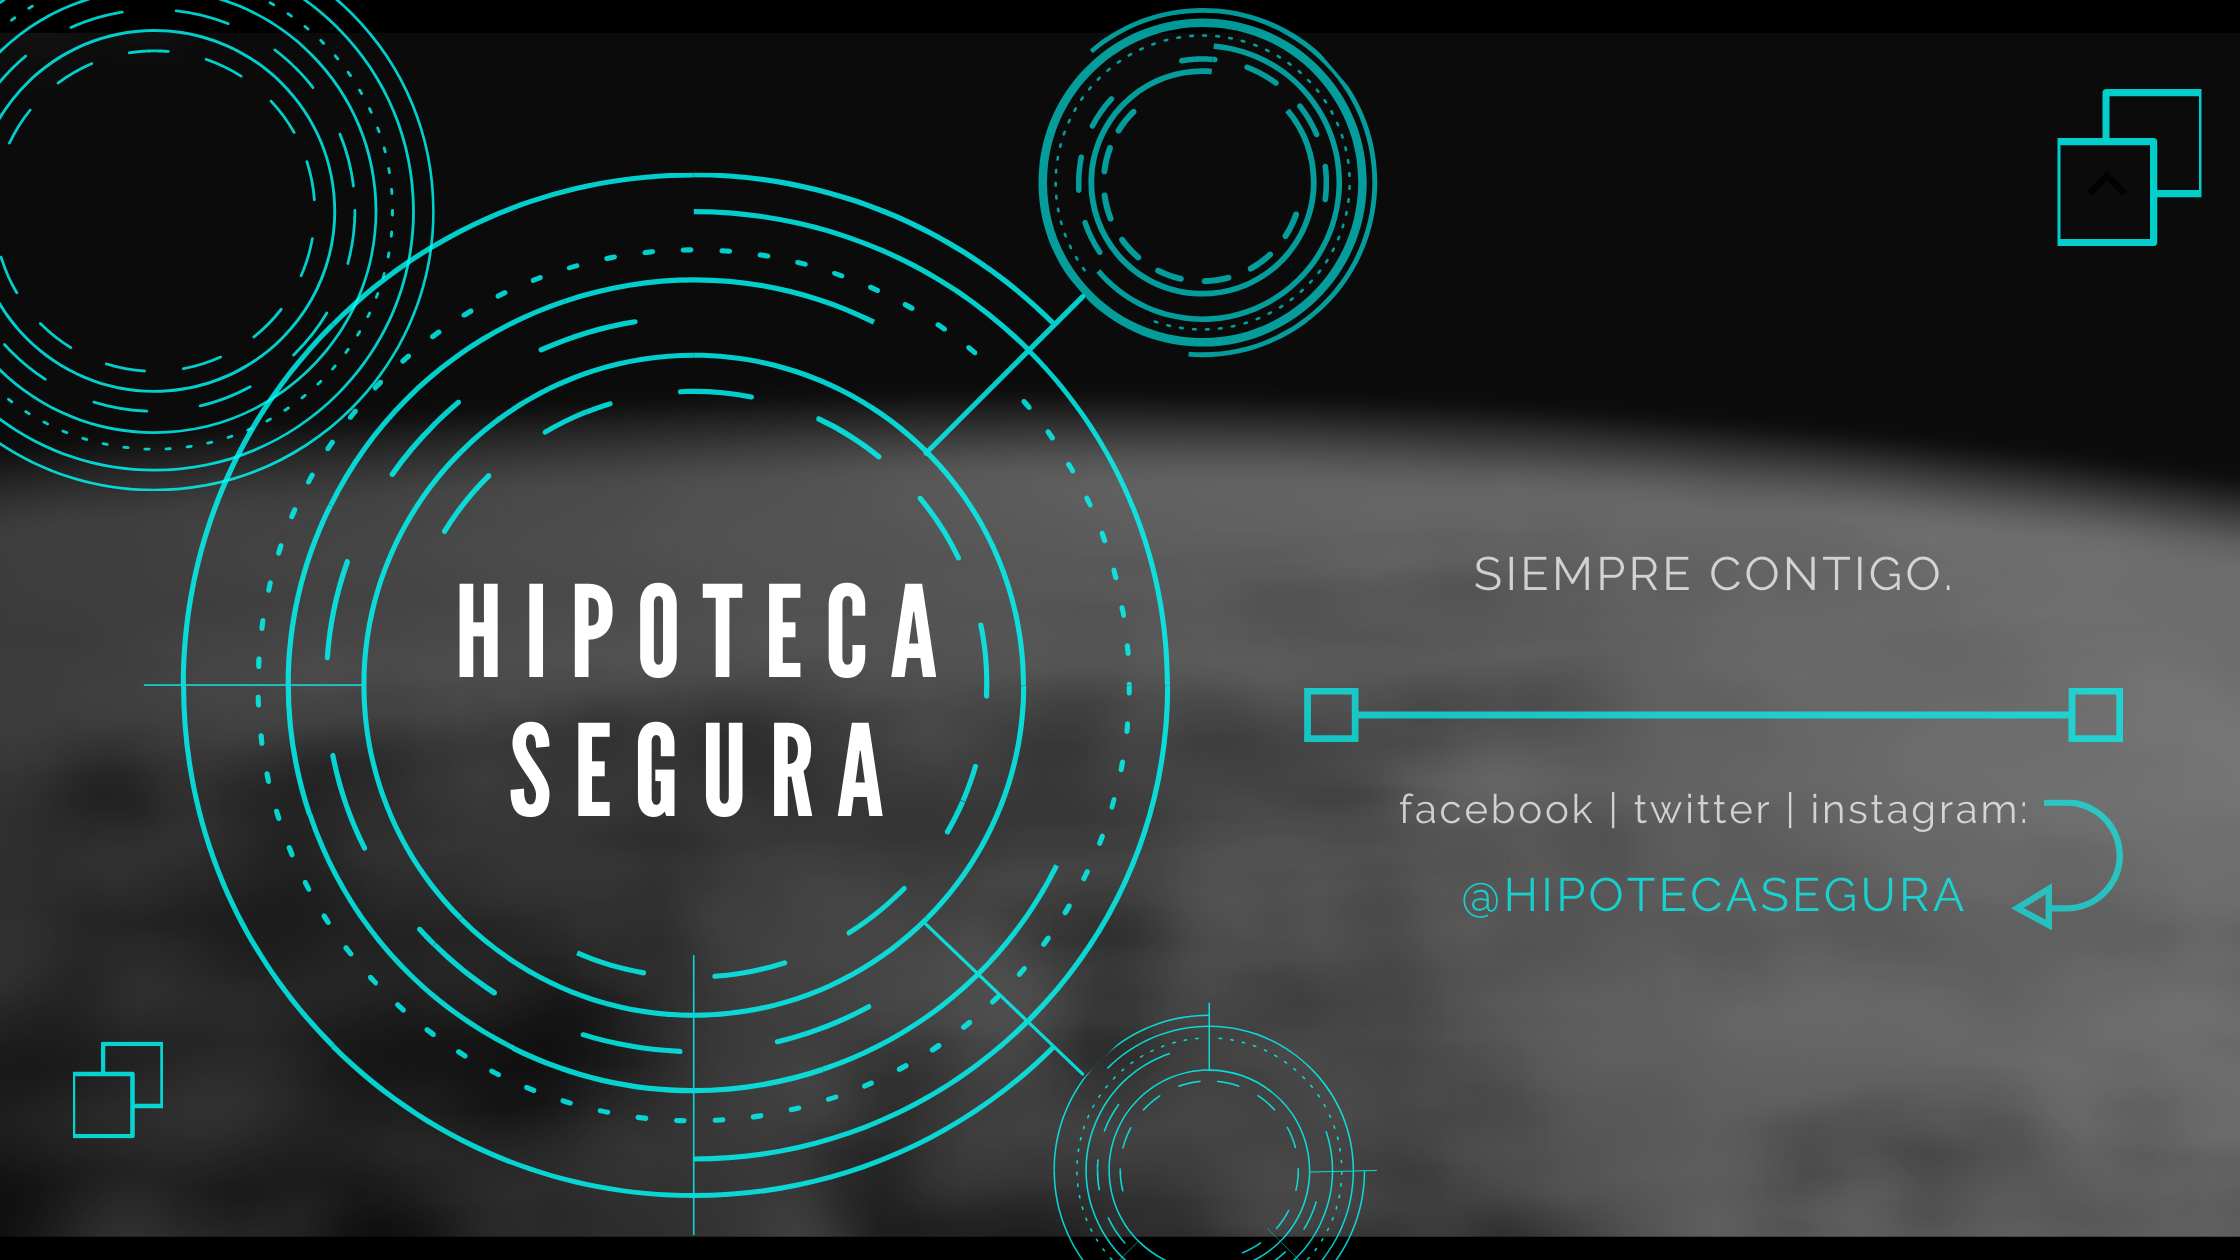 HIPOTECA
SEGURA
SIEMPRE CONTIGO.
facebook | twitter | instagram:
@HIPOTECASEGURA